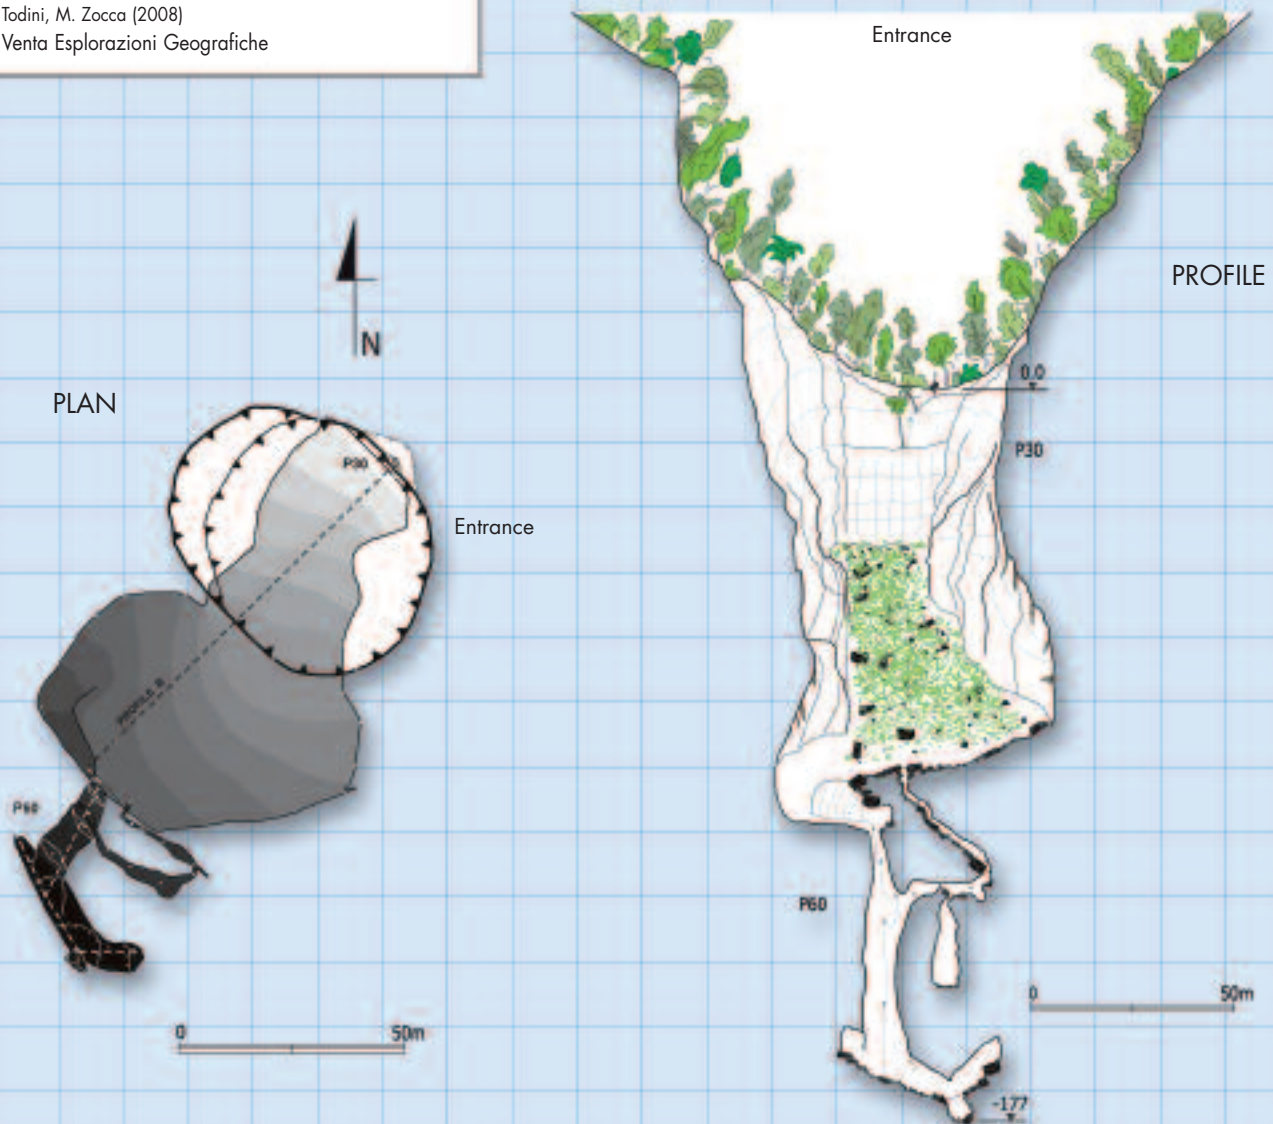 Todini, M. Zocca (2008)
Venta Esplorazioni Geografiche
Entrance
PROFILE
N
PLAN
0.0
P30
P30
Entrance
P60
P60
0 50m
0 50m
-177